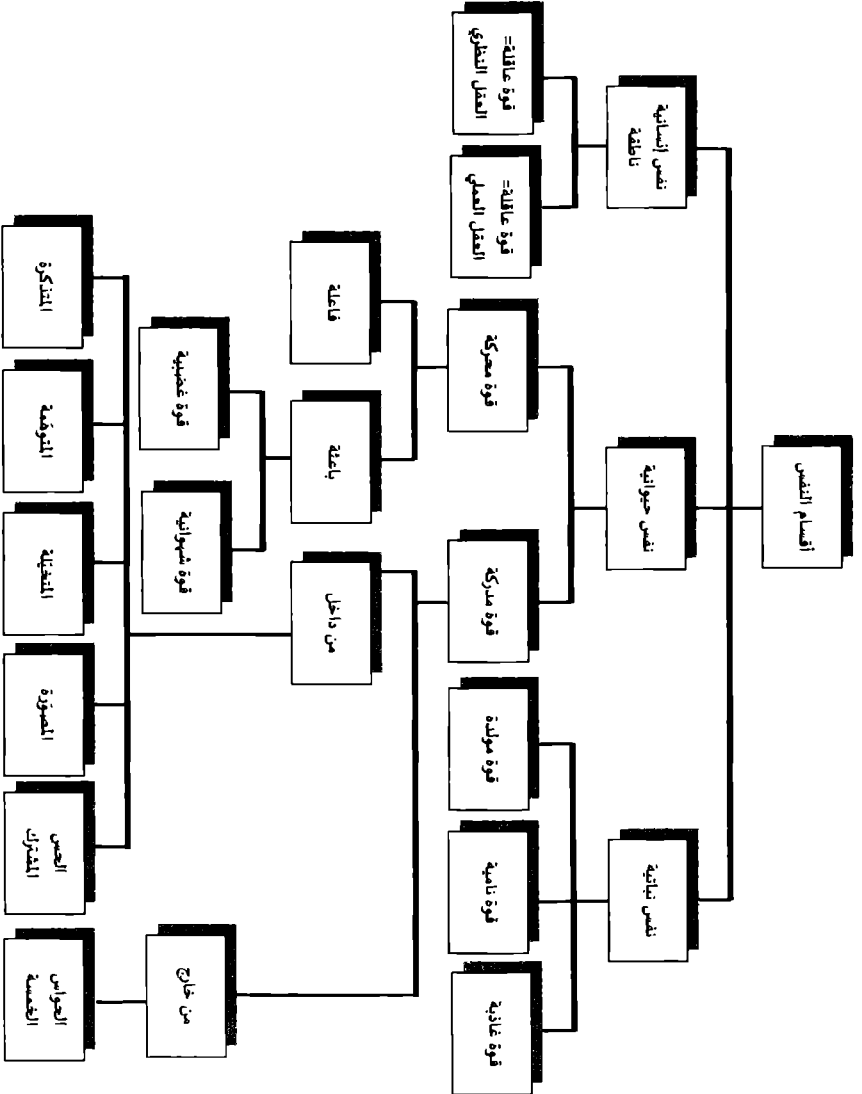 أقسام النفس
نفس نباتية
نفس حيوانية
نفس إنسانية
ناطقة
قوة غاذية
قوة نامية
قوة مولدة
قوة مدركة
قوة محركة
قوة عاقلة=
العقل العملي
قوة عاقلة=
العقل النظري
من داخل
باعثة
فاعلة
من خارج
قوة شهوانية
قوة غضبية
الحواس
الخمسة
الحس
المشترك
المصورة
المتخيلة
المتوهمة
المتذكرة